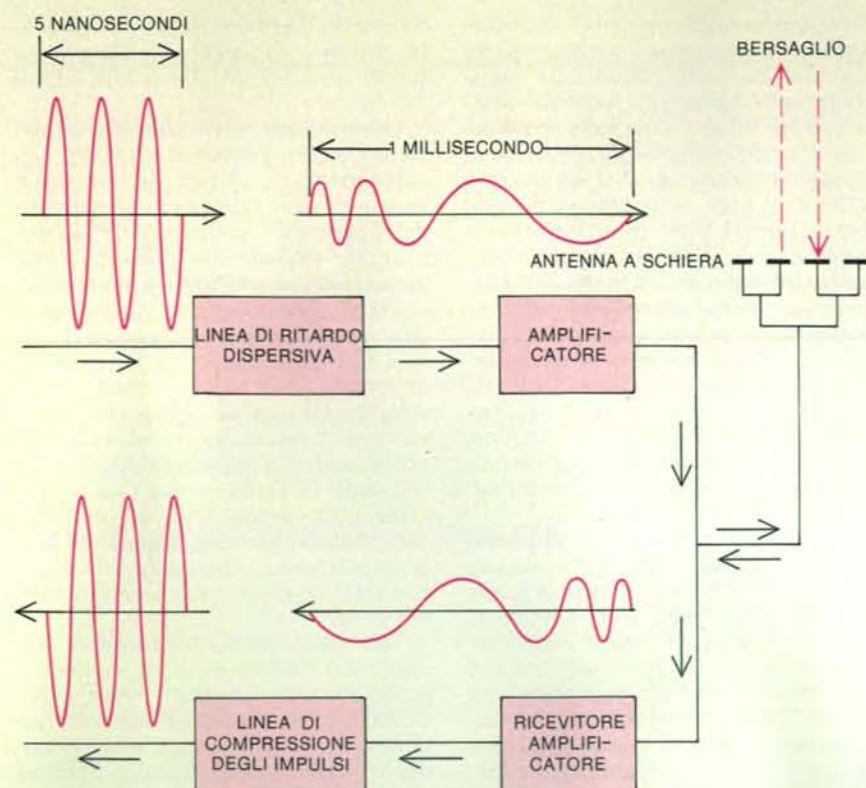 5 NANOSECONDI
BERSAGLIO
1 MILLISECONDO
ANTENNA A SCHIERA
LINEA DI RITARDO
DISPERSIVA
AMPLIFI-
CATORE
LINEA DI
COMPRESSIONE
DEGLI IMPULSI
RICEVITORE
AMPLIFI-
CATORE